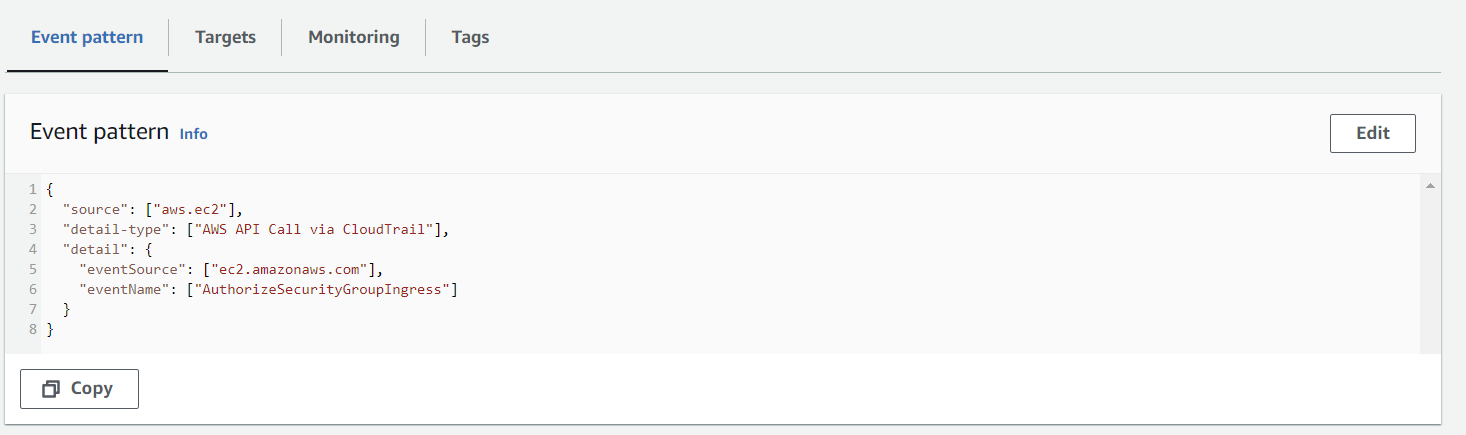 Event pattern Targets Monitoring Tags
Event pattern Info Edit
1 {
2 "source": ["aws.ec2"],
3 "detail-type": ["AWS API Call via CloudTrail"],
4 "detail": {
5 "eventSource": ["ec2.amazonaws.com"],
6 "eventName": ["AuthorizeSecurityGroupIngress"]
7 }
8 }
Copy